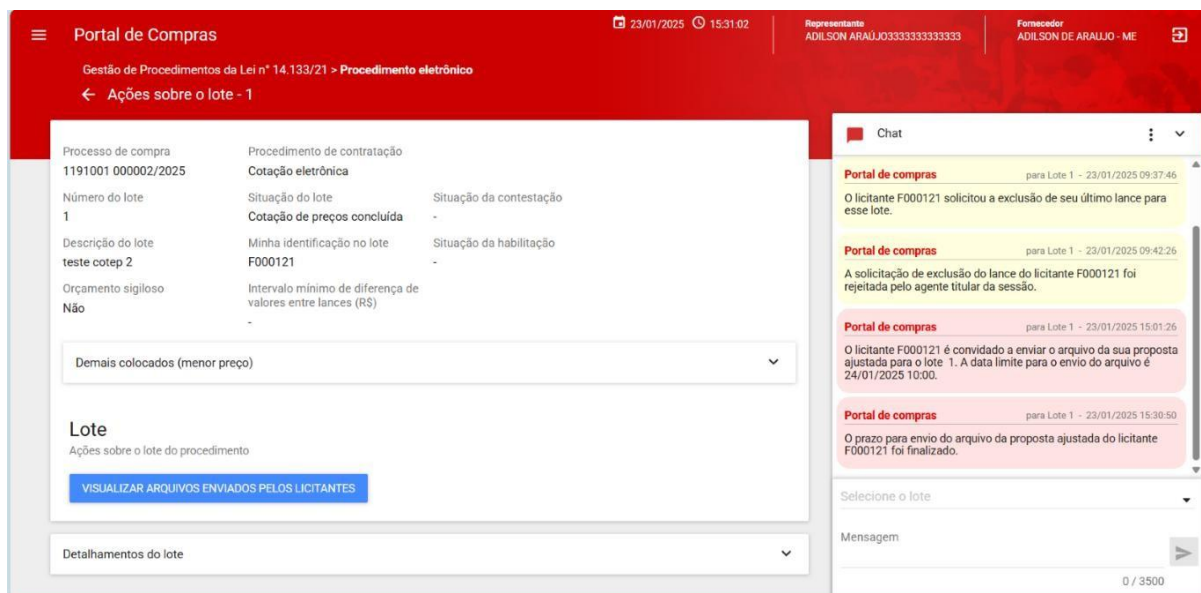 Portal de Compras
23/01/2025 15:31:02
Representante
ADILSON ARAÚJO3333333333333
Fornecedor
ADILSON DE ARAUJO - ME
Gestão de Procedimentos da Lei n° 14.133/21 > Procedimento eletrônico
← Ações sobre o lote - 1
Processo de compra
1191001 000002/2025
Procedimento de contratação
Cotação eletrônica
Número do lote
1
Situação do lote
Cotação de preços concluída
Situação da contestação
-
Descrição do lote
teste cotep 2
Minha identificação no lote
F000121
Situação da habilitação
-
Orçamento sigiloso
Não
Intervalo mínimo de diferença de
valores entre lances (R$)
-
Demais colocados (menor preço)
Lote
Ações sobre o lote do procedimento
VISUALIZAR ARQUIVOS ENVIADOS PELOS LICITANTES
Detalhamentos do lote
Chat
Portal de compras para Lote 1 - 23/01/2025 09:37:46
O licitante F000121 solicitou a exclusão de seu último lance para
esse lote.
Portal de compras para Lote 1 - 23/01/2025 09:42:26
A solicitação de exclusão do lance do licitante F000121 foi
rejeitada pelo agente titular da sessão.
Portal de compras para Lote 1 - 23/01/2025 15:01:26
O licitante F000121 é convidado a enviar o arquivo da sua proposta
ajustada para o lote 1. A data limite para o envio do arquivo é
24/01/2025 10:00.
Portal de compras para Lote 1 - 23/01/2025 15:30:50
O prazo para envio do arquivo da proposta ajustada do licitante
F000121 foi finalizado.
Selecione o lote
Mensagem
0 / 3500